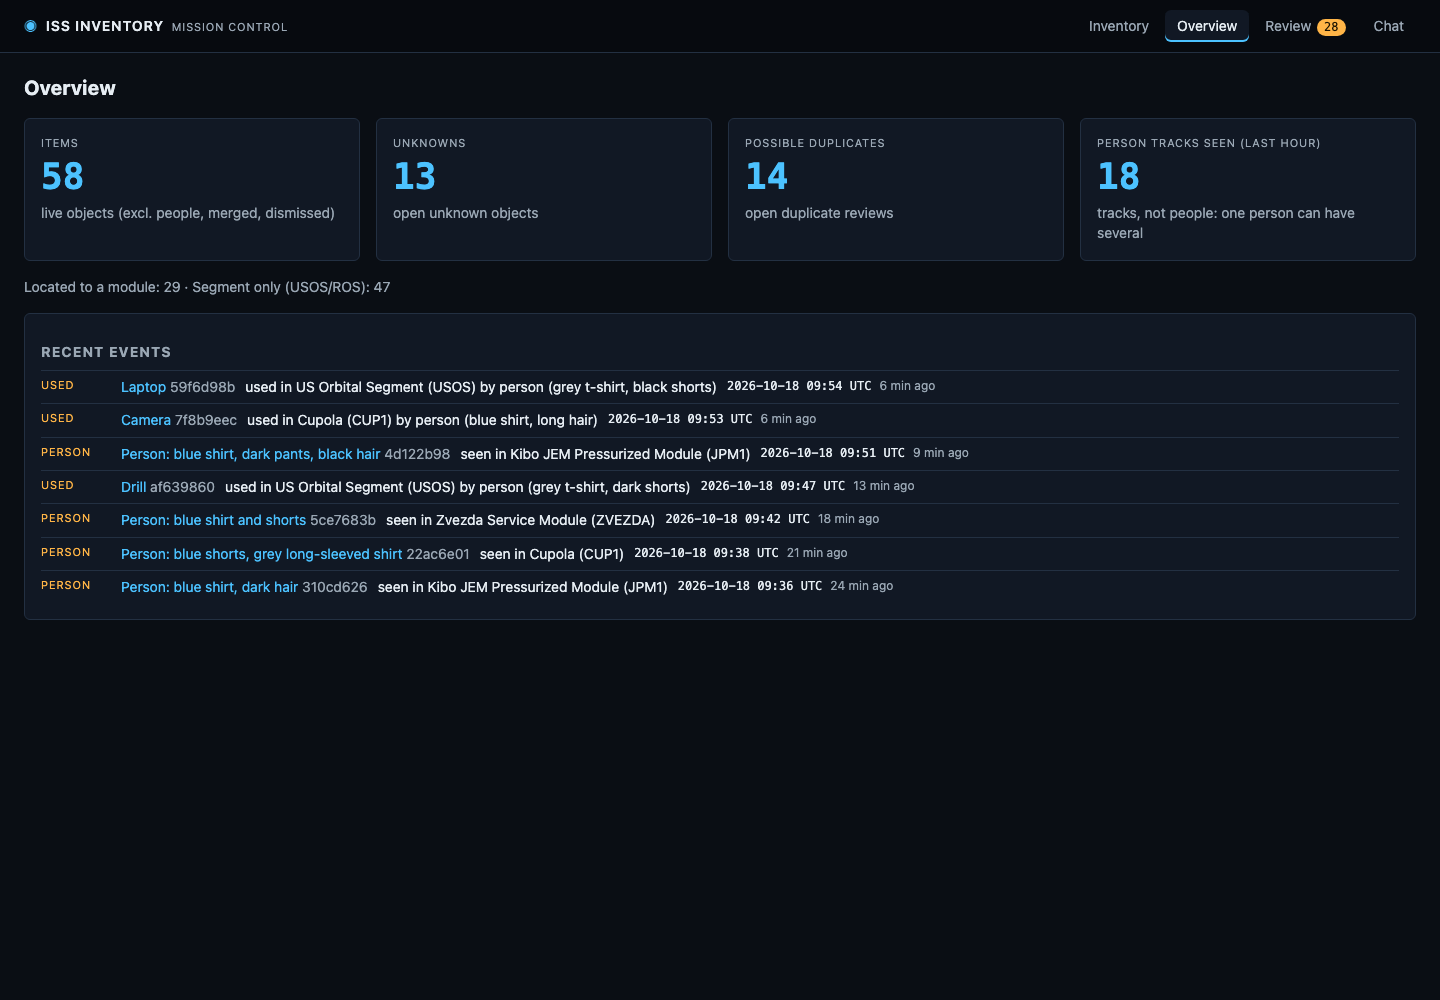 ISS INVENTORY MISSION CONTROL Inventory Overview Review 28 Chat
Overview
ITEMS
58
live objects (excl. people, merged, dismissed)
UNKNOWNS
13
open unknown objects
POSSIBLE DUPLICATES
14
open duplicate reviews
PERSON TRACKS SEEN (LAST HOUR)
18
tracks, not people: one person can have
several
Located to a module: 29 · Segment only (USOS/ROS): 47
RECENT EVENTS
USED Laptop 59f6d98b used in US Orbital Segment (USOS) by person (grey t-shirt, black shorts) 2026-10-18 09:54 UTC 6 min ago
USED Camera 7f8b9eec used in Cupola (CUP1) by person (blue shirt, long hair) 2026-10-18 09:53 UTC 6 min ago
PERSON Person: blue shirt, dark pants, black hair 4d122b98 seen in Kibo JEM Pressurized Module (JPM1) 2026-10-18 09:51 UTC 9 min ago
USED Drill af639860 used in US Orbital Segment (USOS) by person (grey t-shirt, dark shorts) 2026-10-18 09:47 UTC 13 min ago
PERSON Person: blue shirt and shorts 5ce7683b seen in Zvezda Service Module (ZVEZDA) 2026-10-18 09:42 UTC 18 min ago
PERSON Person: blue shorts, grey long-sleeved shirt 22ac6e01 seen in Cupola (CUP1) 2026-10-18 09:38 UTC 21 min ago
PERSON Person: blue shirt, dark hair 310cd626 seen in Kibo JEM Pressurized Module (JPM1) 2026-10-18 09:36 UTC 24 min ago